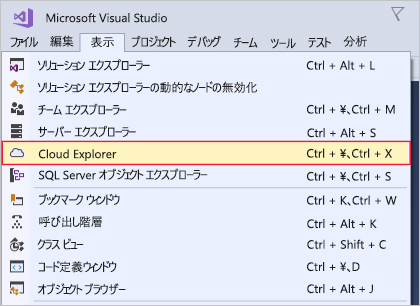 Microsoft Visual Studio
ファイル 編集 表示 プロジェクト デバッグ チーム ツール テスト 分析
ソリューション エクスプローラー Ctrl + Alt + L
ソリューション エクスプローラーの動的なノードの無効化
チーム エクスプローラー Ctrl + ¥、Ctrl + M
サーバー エクスプローラー Ctrl + Alt + S
Cloud Explorer Ctrl + ¥、Ctrl + X
SQL Server オブジェクト エクスプローラー Ctrl + ¥、Ctrl + S
ブックマーク ウィンドウ Ctrl + K、Ctrl + W
呼び出し階層 Ctrl + Alt + K
クラス ビュー Ctrl + Shift + C
コード定義ウィンドウ Ctrl + ¥、D
オブジェクト ブラウザー Ctrl + Alt + J